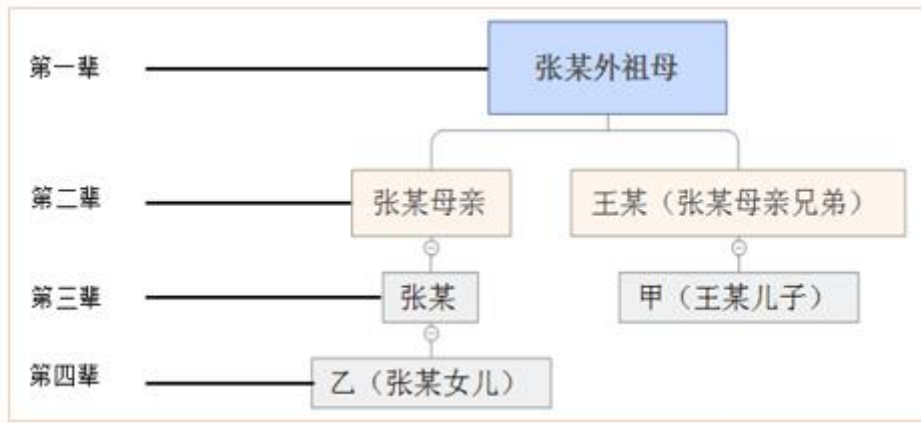 第一辈
张某外祖母
第二辈
张某母亲
王某（张某母亲兄弟）
第三辈
张某
甲（王某儿子）
第四辈
乙（张某女儿）